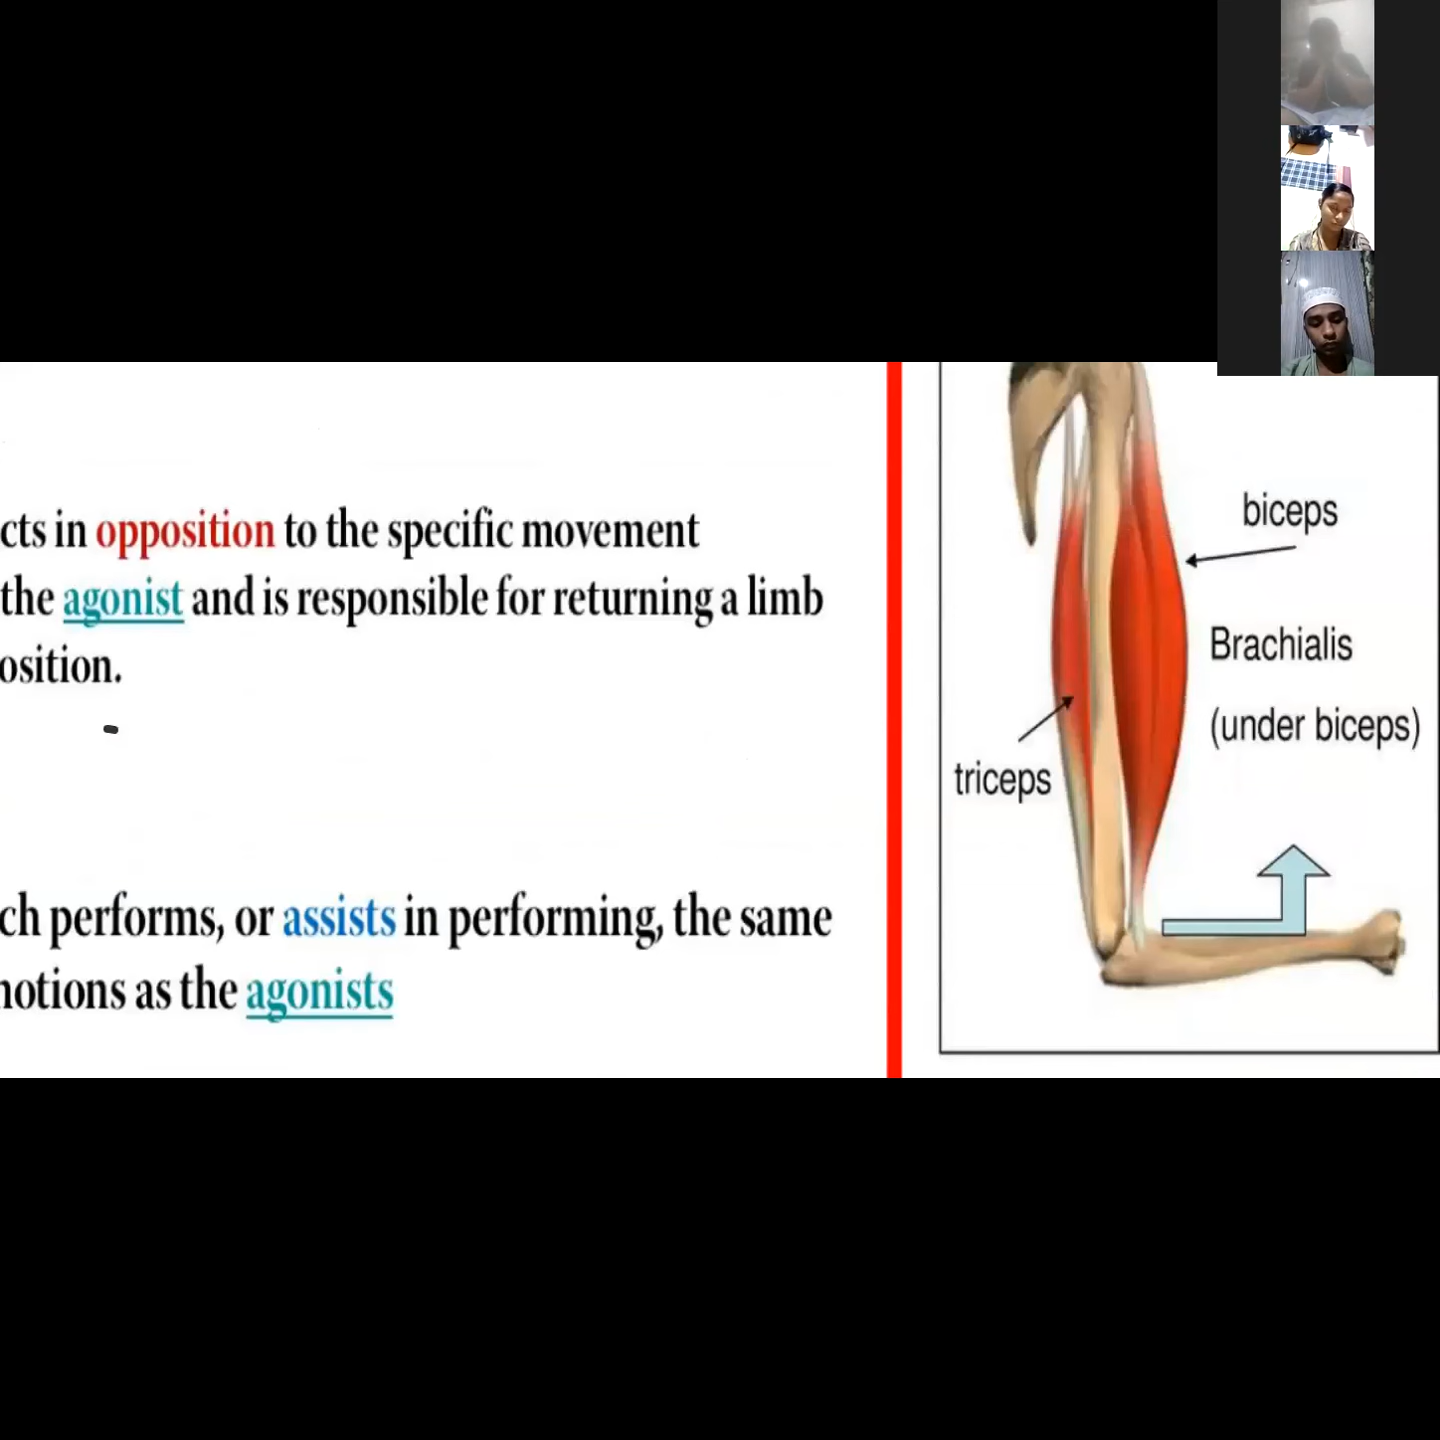 cts in opposition to the specific movement
the agonist and is responsible for returning a limb
osition.
ch performs, or assists in performing, the same
notions as the agonists
biceps
Brachialis
(under biceps)
triceps